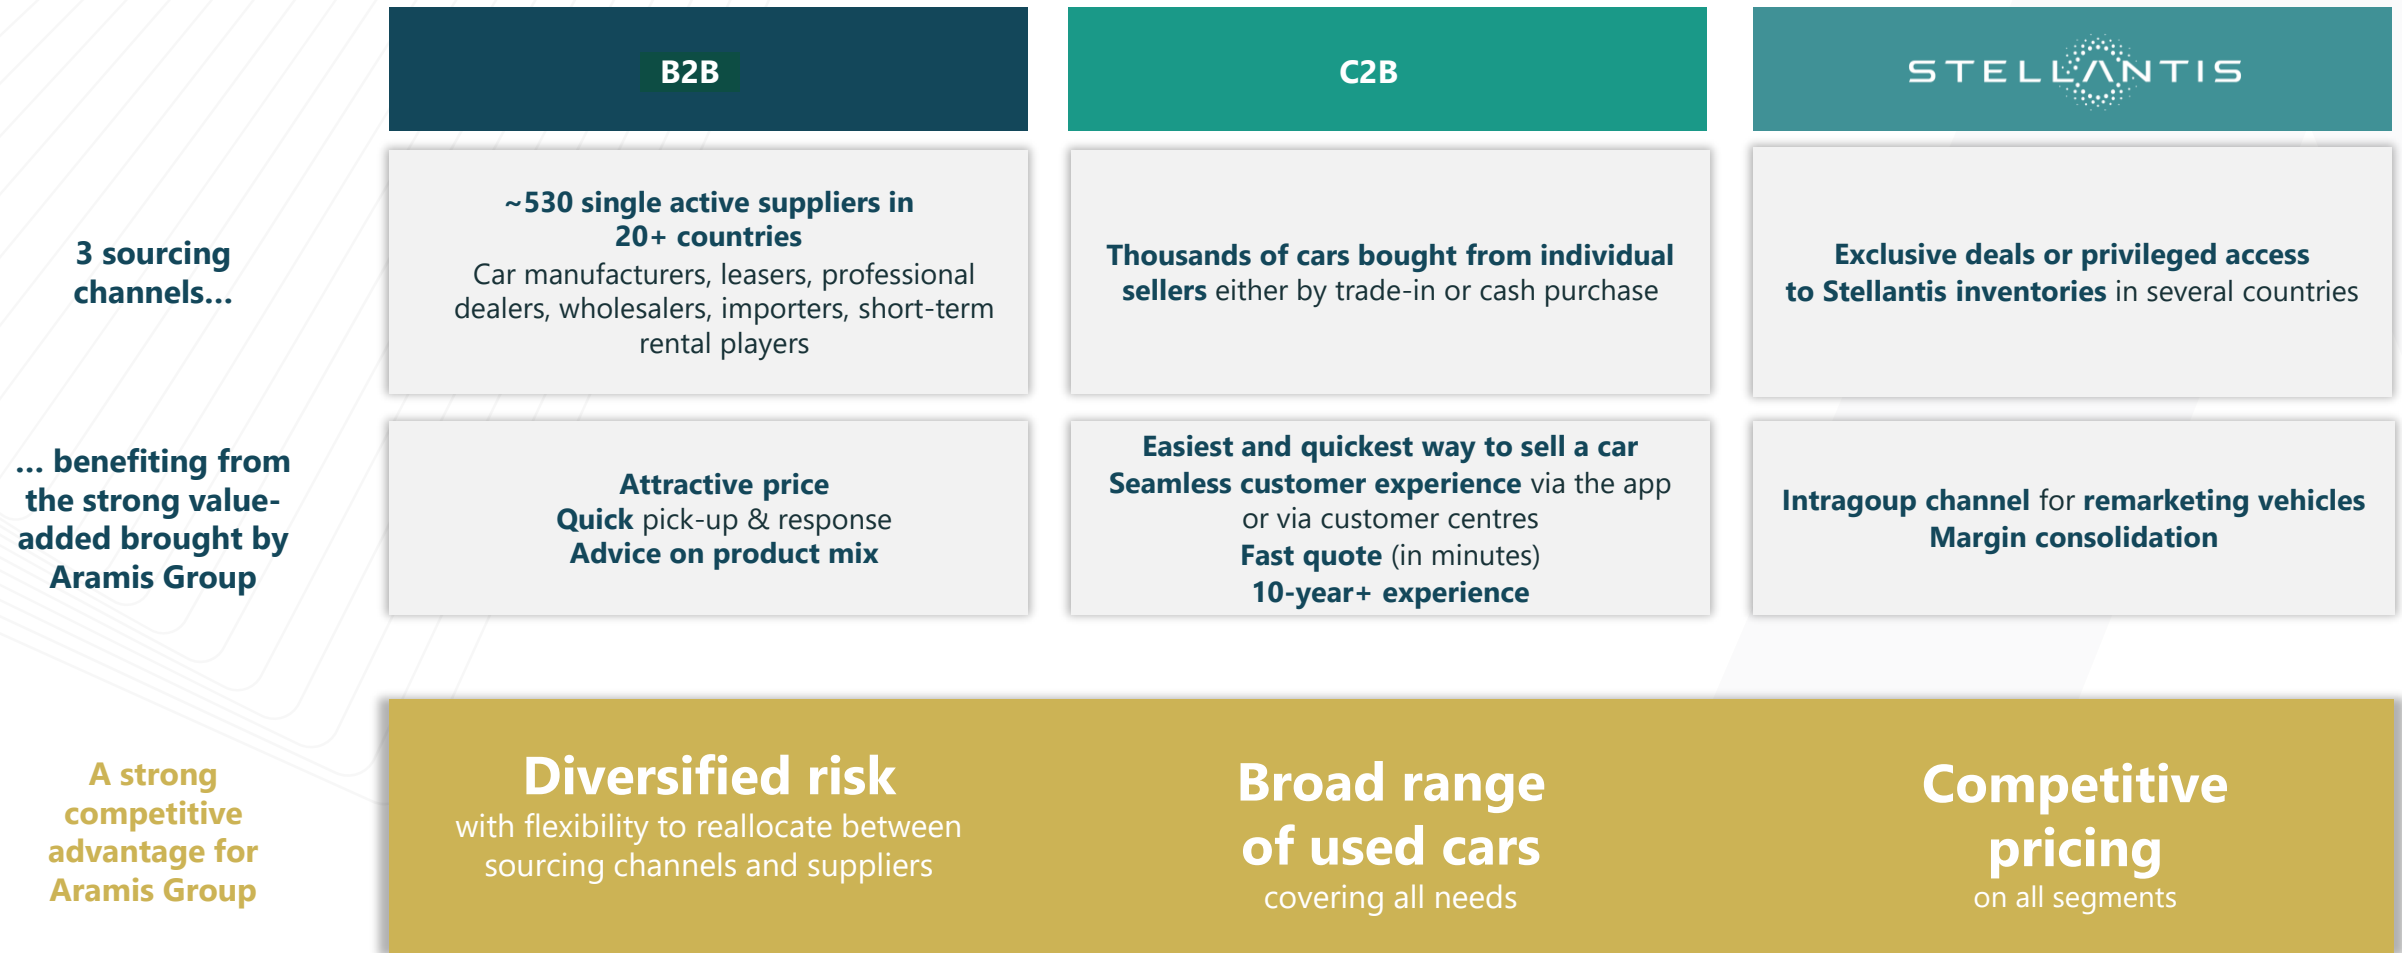 B2B
C2B
STELLANTIS
3 sourcing
channels...
~530 single active suppliers in
20+ countries
Car manufacturers, leasers, professional
dealers, wholesalers, importers, short-term
rental players
Thousands of cars bought from individual
sellers either by trade-in or cash purchase
Exclusive deals or privileged access
to Stellantis inventories in several countries
... benefiting from
the strong value-
added brought by
Aramis Group
Attractive price
Quick pick-up & response
Advice on product mix
Easiest and quickest way to sell a car
Seamless customer experience via the app
or via customer centres
Fast quote (in minutes)
10-year+ experience
Intragoup channel for remarketing vehicles
Margin consolidation
A strong
competitive
advantage for
Aramis Group
Diversified risk
with flexibility to reallocate between
sourcing channels and suppliers
Broad range
of used cars
covering all needs
Competitive
pricing
on all segments